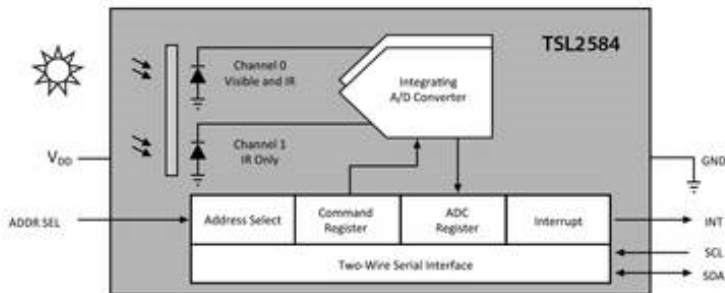 TSL2584
Channel 0
Visible and IR
Integrating
A/D Converter
Channel 1
IR Only
VDD
GND
ADDR SEL
Address Select
Command
Register
ADC
Register
Interrupt
INT
SCL
Two-Wire Serial Interface
SDA